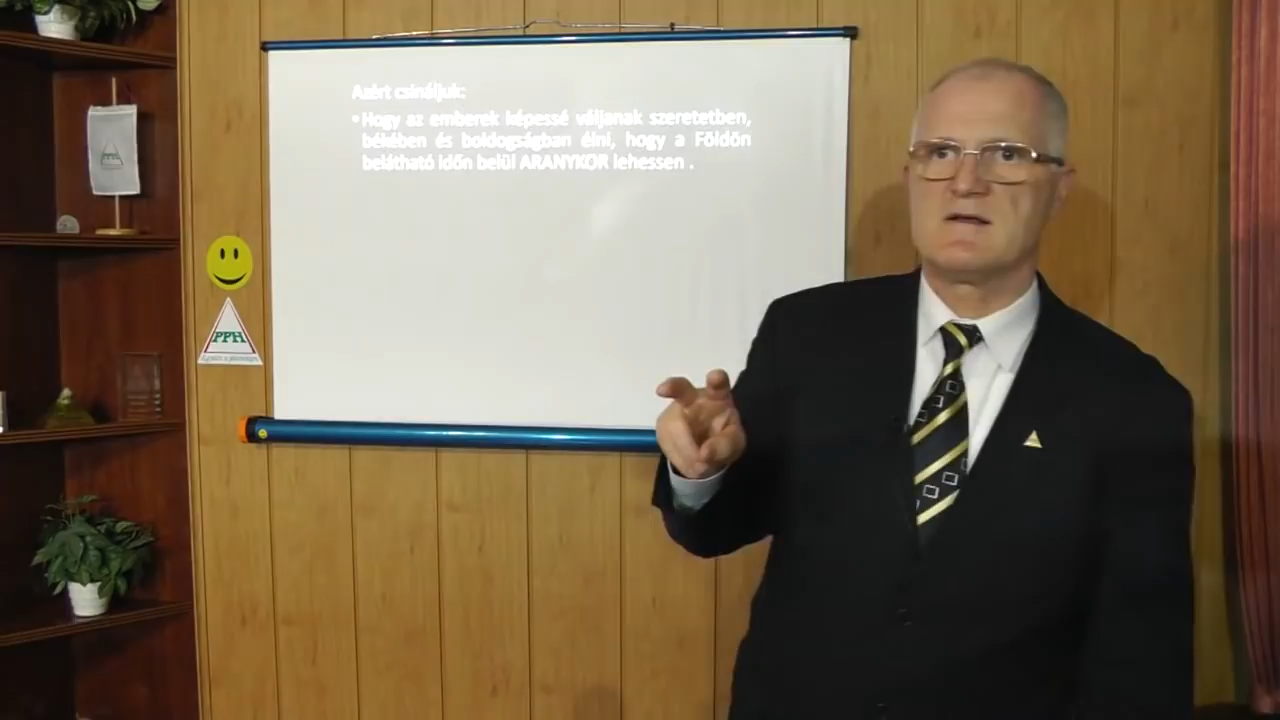 Azért csináljuk:
• Hogy az emberek képessé váljanak szeretetben,
békében és boldogságban élni, hogy a Földön
belátható időn belül ARANYKOR lehessen .
PPH